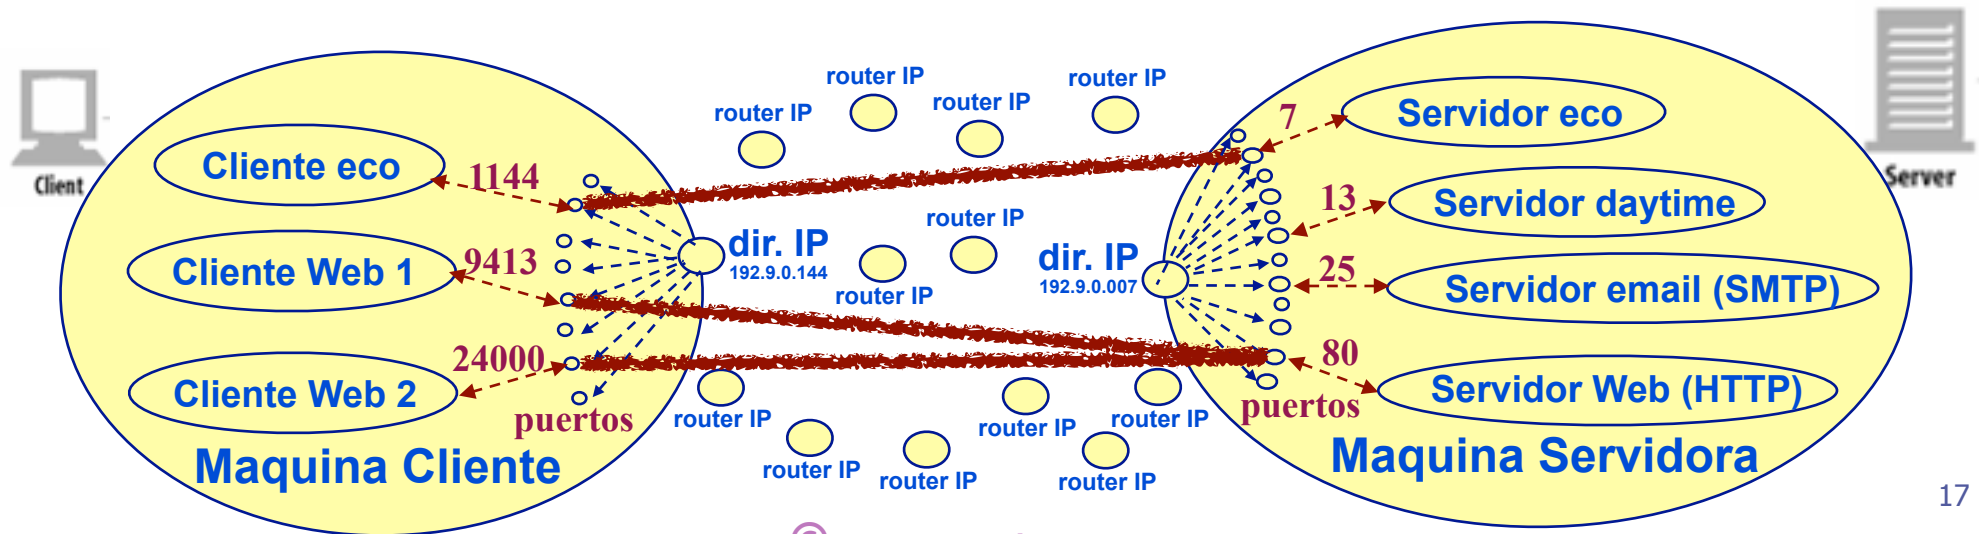 Client
Cliente eco
1144
Cliente Web 1
9413
Cliente Web 2
24000
puertos
Maquina Cliente
dir. IP
192.9.0.144
router IP
router IP
router IP
router IP
router IP
router IP
router IP
router IP
router IP
router IP
router IP
router IP
dir. IP
192.9.0.007
7
Servidor eco
13
Servidor daytime
25
Servidor email (SMTP)
80
Servidor Web (HTTP)
puertos
Maquina Servidora
Server
17